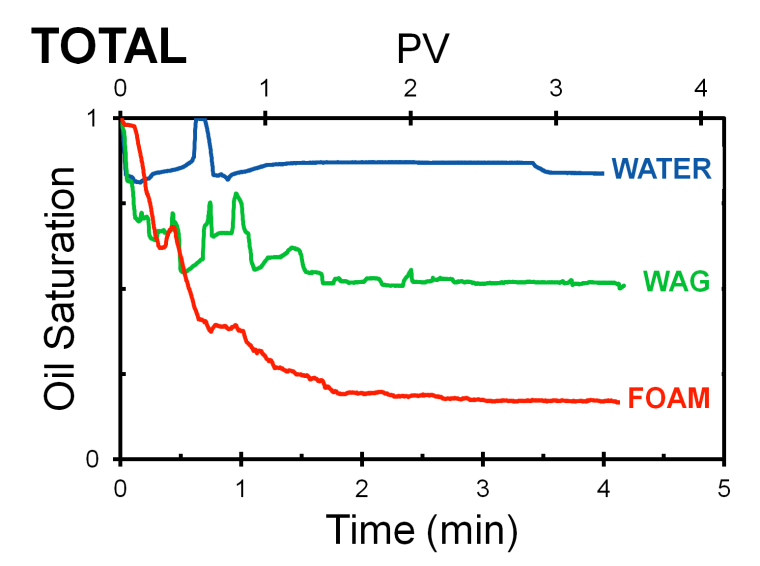 TOTAL
PV
0 1 2 3 4
1
Oil Saturation
WATER
WAG
FOAM
0
0 1 2 3 4 5
Time (min)